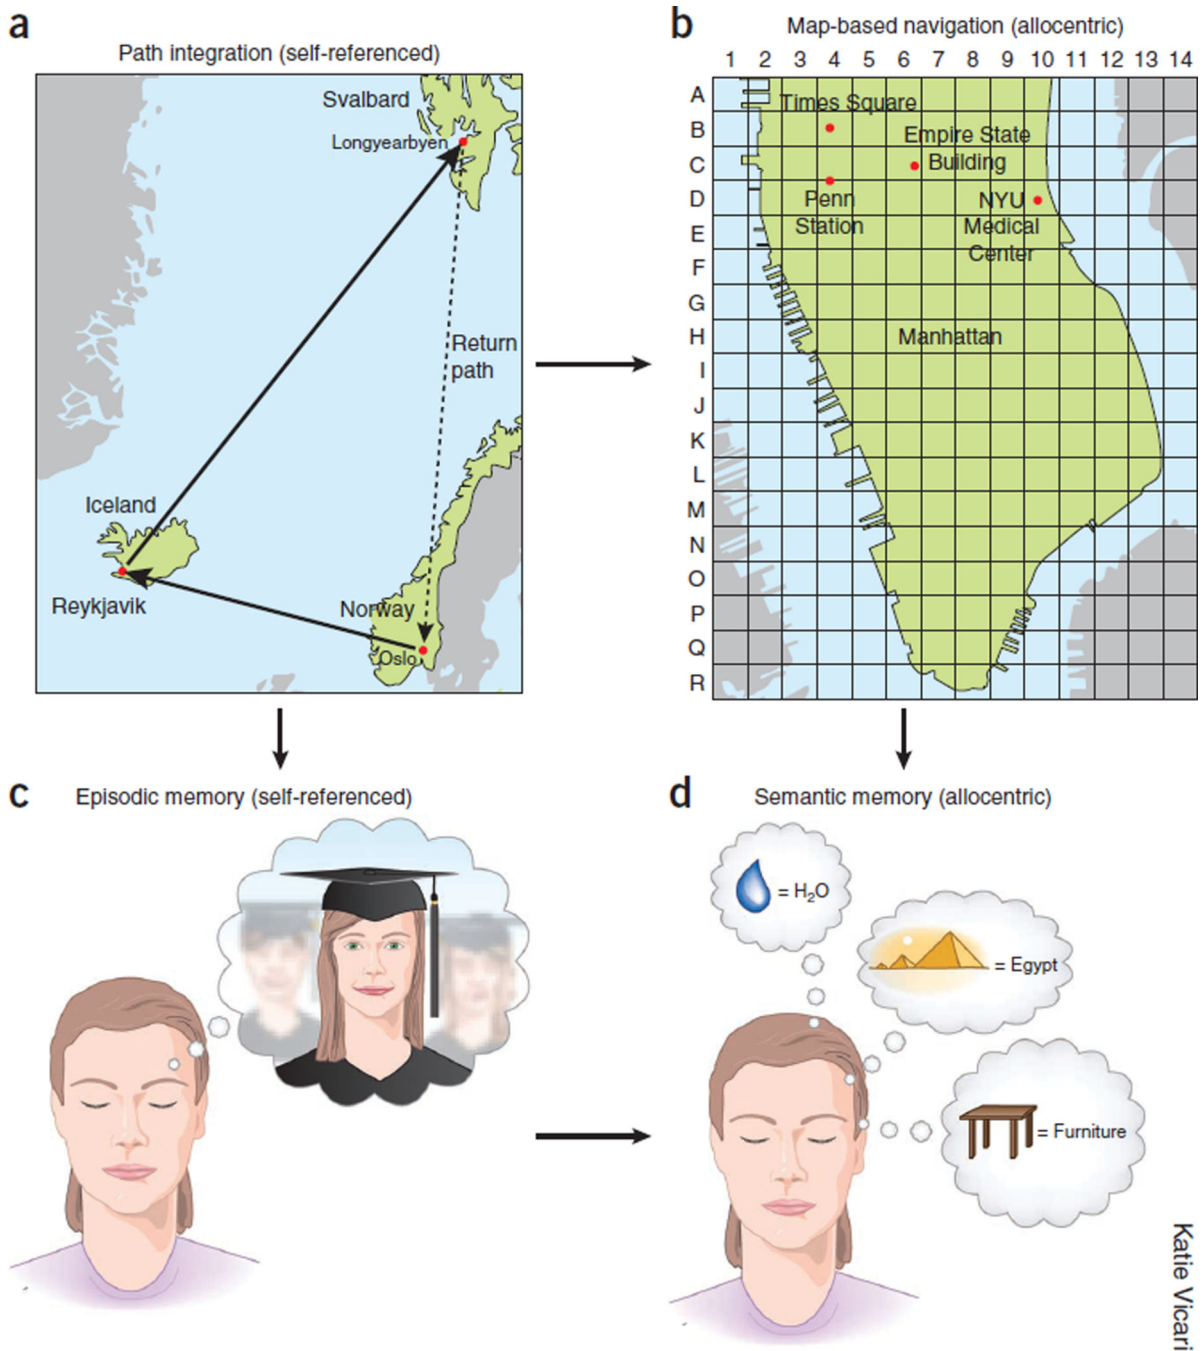 a
Path integration (self-referenced)
Svalbard
Longyearbyen
Return
path
Iceland
Reykjavik
Norway
Oslo
b
Map-based navigation (allocentric)
1 2 3 4 5 6 7 8 9 10 11 12 13 14
A
Times Square
B
Empire State
Building
C
D
Penn
Station
NYU
Medical
Center
E
F
G
H
Manhattan
I
J
K
L
M
N
O
P
Q
R
c
Episodic memory (self-referenced)
d
Semantic memory (allocentric)
= H₂O
= Egypt
= Furniture
Katie Vicari